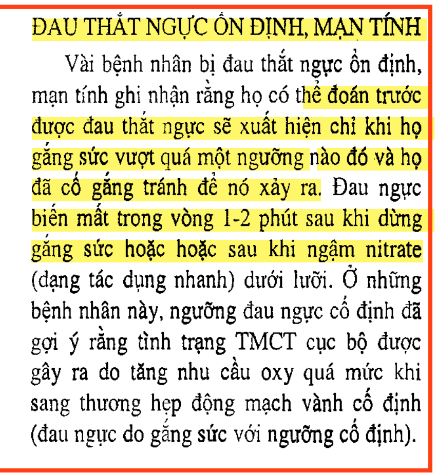 ĐAU THẮT NGỰC ỔN ĐỊNH, MẠN TÍNH
Vài bệnh nhân bị đau thắt ngực ổn định,
mạn tính ghi nhận rằng họ có thể đoán trước
được đau thắt ngực sẽ xuất hiện chỉ khi họ
gắng sức vượt quá một ngưỡng nào đó và họ
đã cố gắng tránh để nó xảy ra. Đau ngực
biến mất trong vòng 1-2 phút sau khi dừng
gắng sức hoặc hoặc sau khi ngậm nitrate
(dạng tác dụng nhanh) dưới lưỡi. Ở những
bệnh nhân này, ngưỡng đau ngực cố định đã
gợi ý rằng tình trạng TMCT cục bộ được
gây ra do tăng nhu cầu oxy quá mức khi
sang thương hẹp động mạch vành cố định
(đau ngực do gắng sức với ngưỡng cố định).